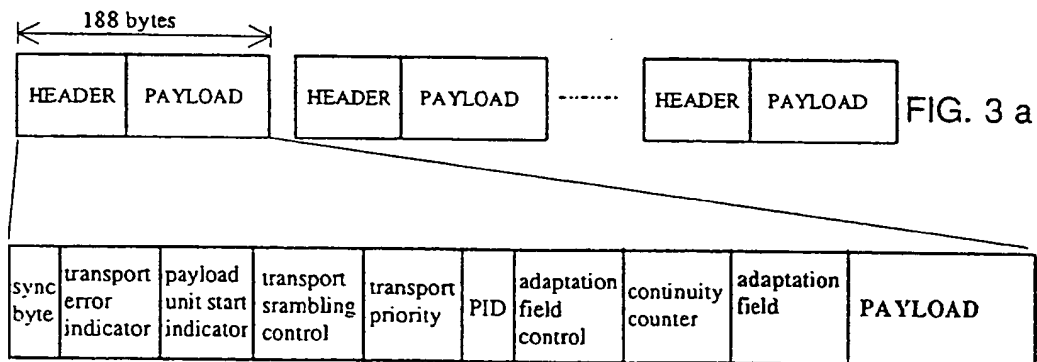 188 bytes
HEADER PAYLOAD HEADER PAYLOAD HEADER PAYLOAD
FIG. 3 a
sync byte
transport error indicator
payload unit start indicator
transport srambling control
transport priority
PID
adaptation field control
continuity counter
adaptation field
PAYLOAD